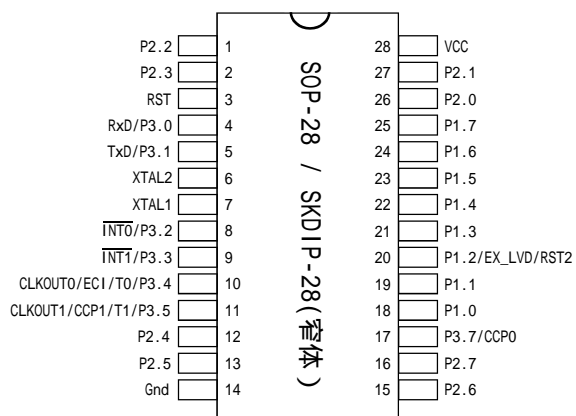 P2.2 1
P2.3 2
RST 3
RxD/P3.0 4
TxD/P3.1 5
XTAL2 6
XTAL1 7
INT0/P3.2 8
INT1/P3.3 9
CLKOUT0/ECI/T0/P3.4 10
CLKOUT1/CCP1/T1/P3.5 11
P2.4 12
P2.5 13
Gnd 14
SOP-28 / SKDIP-28(窄体)
28 VCC
27 P2.1
26 P2.0
25 P1.7
24 P1.6
23 P1.5
22 P1.4
21 P1.3
20 P1.2/EX_LVD/RST2
19 P1.1
18 P1.0
17 P3.7/CCP0
16 P2.7
15 P2.6